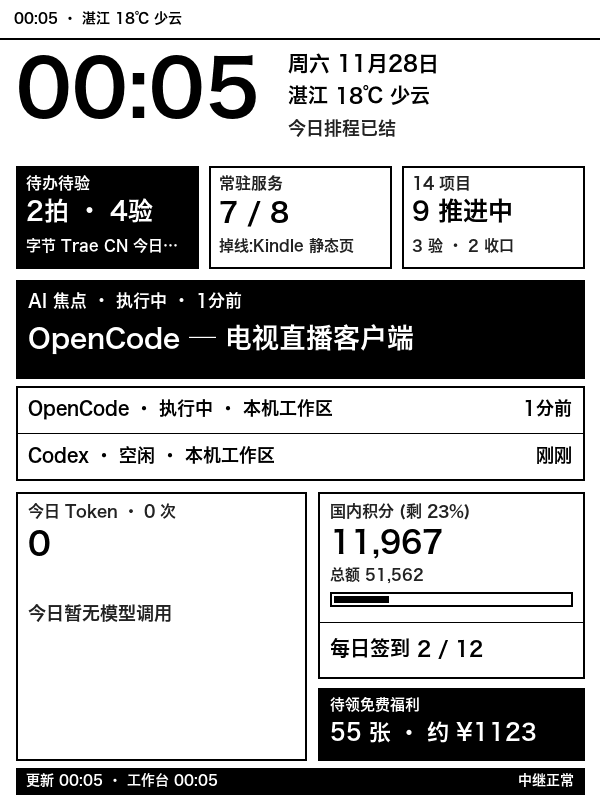 00:05 · 湛江 18℃ 少云
00:05
周六 11月28日
湛江 18℃ 少云
今日排程已结
待办待验
2拍 · 4验
字节 Trae CN 今日…
常驻服务
7 / 8
掉线:Kindle 静态页
14 项目
9 推进中
3 验 · 2 收口
AI 焦点 · 执行中 · 1分前
OpenCode — 电视直播客户端
OpenCode · 执行中 · 本机工作区 1分前
Codex · 空闲 · 本机工作区 刚刚
今日 Token · 0 次
0
今日暂无模型调用
国内积分 (剩 23%)
11,967
总额 51,562
每日签到 2 / 12
待领免费福利
55 张 · 约 ¥1123
更新 00:05 · 工作台 00:05 中继正常